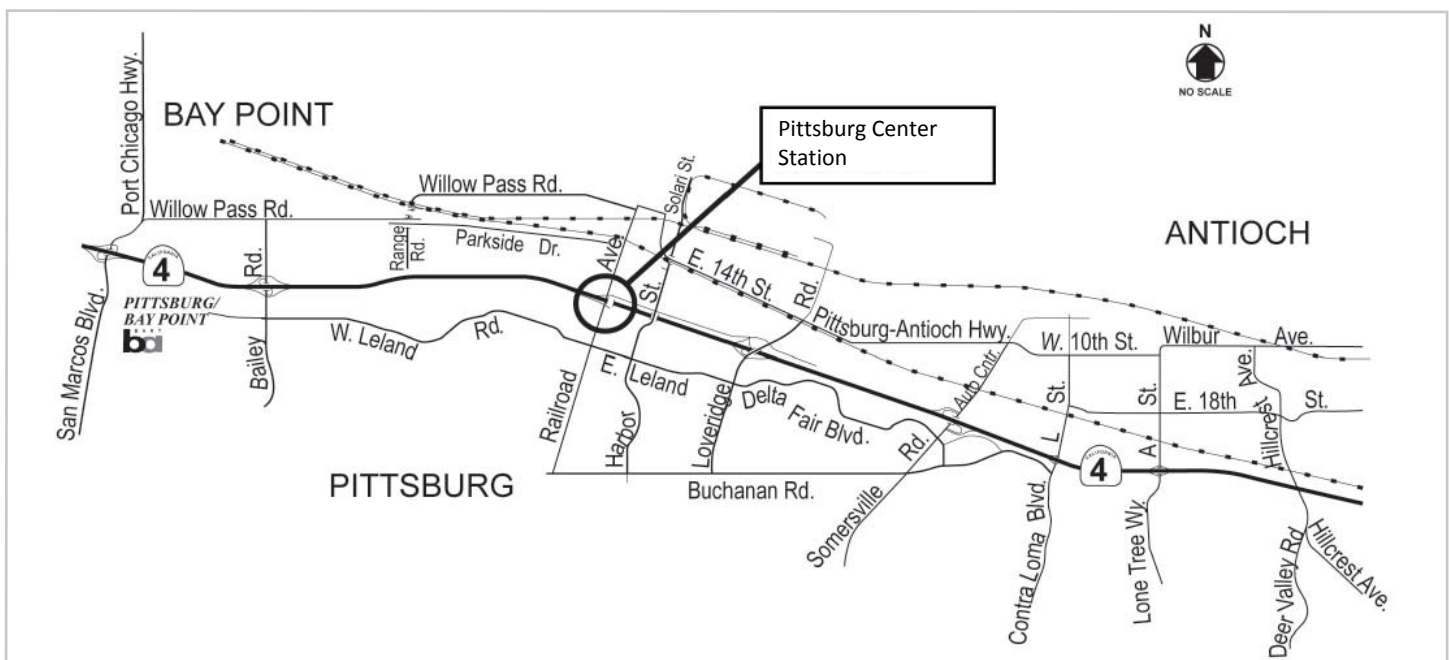 N
NO SCALE
Port Chicago Hwy.
BAY POINT
Pittsburg Center
Station
Solari St.
Willow Pass Rd.
Willow Pass Rd.
ANTIOCH
Range
Rd.
Parkside Dr.
Ave.
CALIFORNIA
4
Rd.
E. 14th St.
St.
Rd.
PITTSBURG/
BAY POINT
ba
San Marcos Blvd.
W. Leland Rd.
Bailey
Pittsburg-Antioch Hwy.
W. 10th St.
Wilbur Ave.
Auto Cntr.
Ave.
E. Leland
Delta
Fair Blvd.
St.
St.
E. 18th St.
Railroad
Harbor
Loveridge
Rd.
L
A
Hillcrest
CALIFORNIA
4
PITTSBURG
Buchanan Rd.
Somersville
Contra Loma Blvd.
Lone Tree Wy.
Deer Valley Rd
Hillcrest Ave.